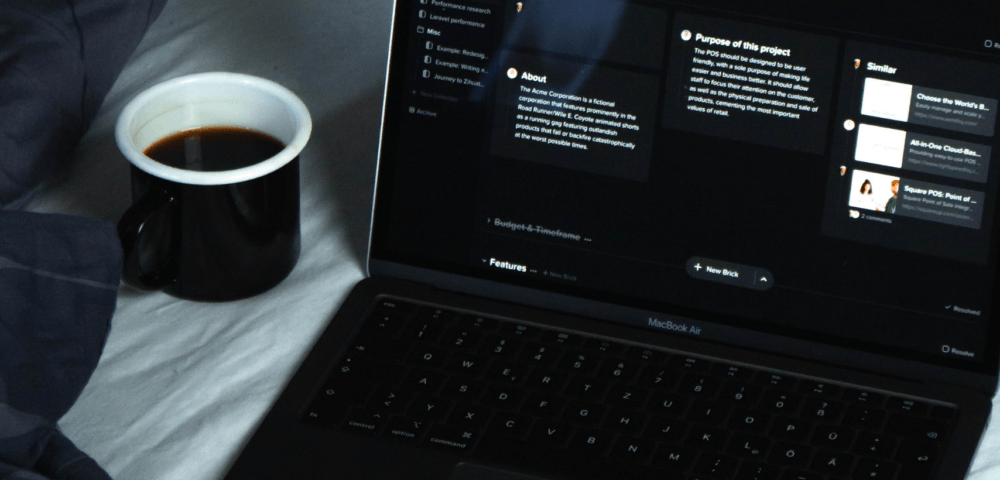 Performance research
Laravel performance
Misc
Example: Redesig...
Example: Writing a...
Journey to Zihuat...
Archive
About
The Acme Corporation is a fictional
corporation that features prominently in the
Road Runner/Wile E. Coyote animated shorts
as a running gag featuring outlandish
products that fail or backfire catastrophically
at the worst possible times.
Purpose of this project
The POS should be designed to be user
friendly, with a sole purpose of making life
easier and business better. It should allow
staff to focus their attention on the customer,
as well as the physical preparation and sale of
products, cementing the most important
values of retail.
Similar
Choose the World's B...
Easily manage and scale y...
All-in-One Cloud-Bas...
Providing easy-to-use POS...
Square POS: Point of ...
Square Point of Sale integr...
2 comments
Budget & Timeframe ...
Features ...
+ New Brick
+ New Brick
Resolved
Resolve
MacBook Air
Q W E R T Z U I O P Ü
A S D F G H J K L Ö Ä
Y X C V B N M
control option command